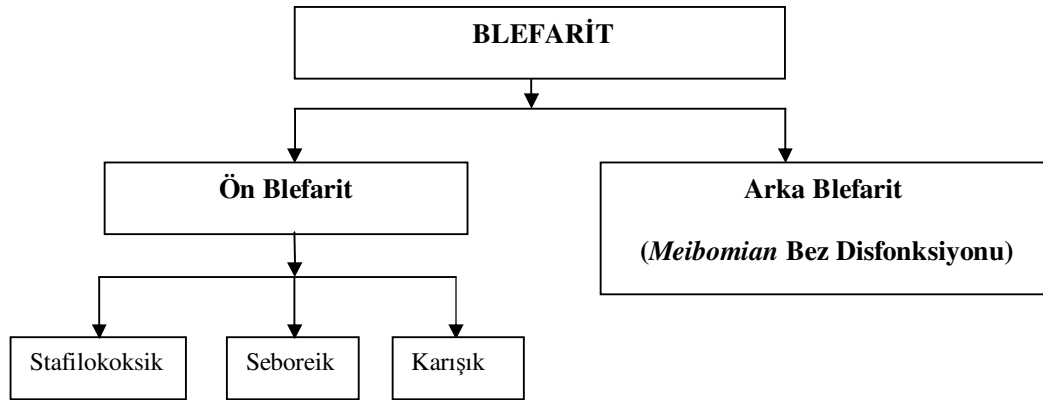 BLEFARİT
Ön Blefarit
Arka Blefarit
(Meibomian Bez Disfonksiyonu)
Stafilokoksik
Seboreik
Karışık